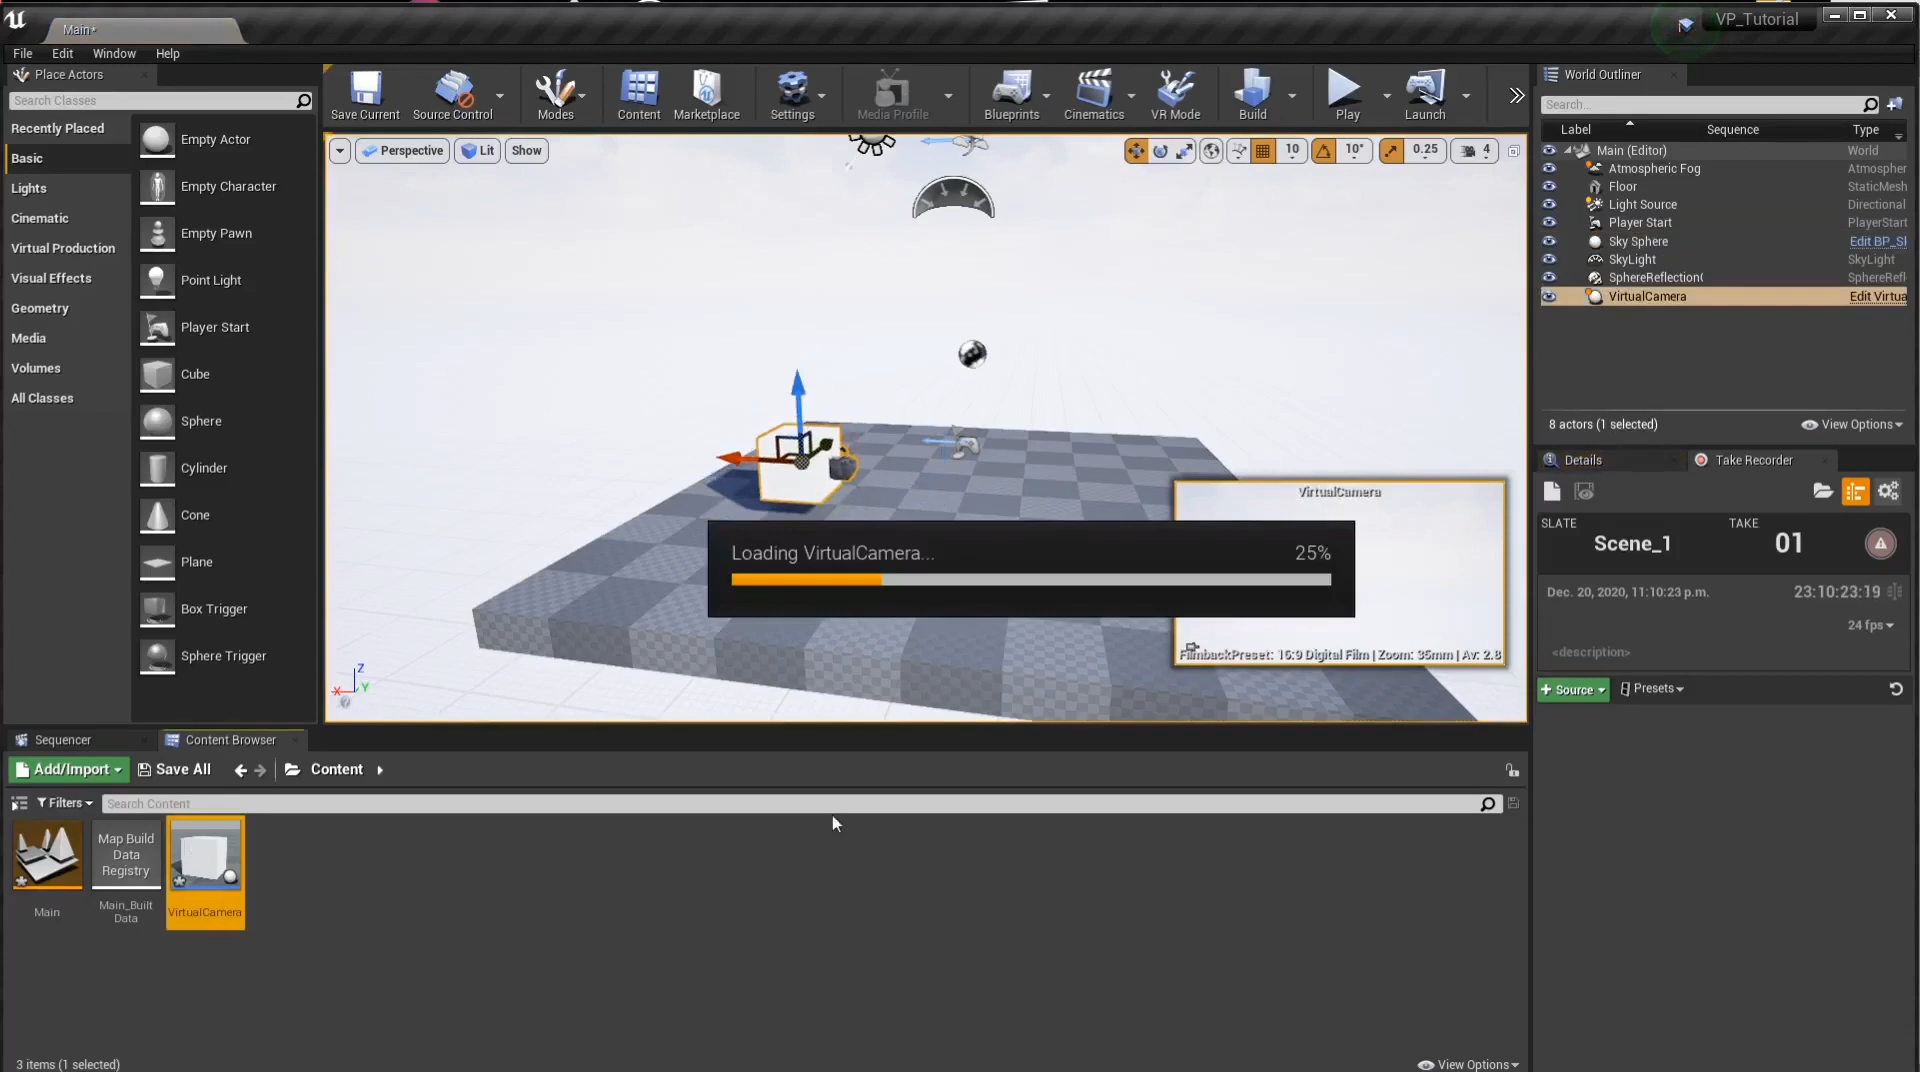 Main*
VP_Tutorial
File Edit Window Help
Place Actors
Search Classes
Recently Placed
Basic
Lights
Cinematic
Virtual Production
Visual Effects
Geometry
Media
Volumes
All Classes
Empty Actor
Empty Character
Empty Pawn
Point Light
Player Start
Cube
Sphere
Cylinder
Cone
Plane
Box Trigger
Sphere Trigger
Save Current
Source Control
Modes
Content
Marketplace
Settings
Media Profile
Blueprints
Cinematics
VR Mode
Build
Play
Launch
Perspective
Lit
Show
10
10°
0.25
4
VirtualCamera
Loading VirtualCamera...
25%
FilmbackPreset: 16:9 Digital Film | Zoom: 35mm | Av: 2.8
Z
X
Y
World Outliner
Search...
Label Sequence Type
Main (Editor) World
Atmospheric Fog Atmospher
Floor StaticMesh
Light Source Directional
Player Start PlayerStart
Sky Sphere Edit BP_Sl
SkyLight SkyLight
SphereReflection SphereRefl
VirtualCamera Edit Virtua
8 actors (1 selected)
View Options
Details
Take Recorder
SLATE
Scene_1
TAKE
01
Dec. 20, 2020, 11:10:23 p.m.
23:10:23:19
24 fps
<description>
Source
Presets
Sequencer
Content Browser
Add/Import
Save All
Content
Filters
Search Content
Map Build
Data
Registry
Main
Main_Built
Data
VirtualCamera
3 items (1 selected)
View Options